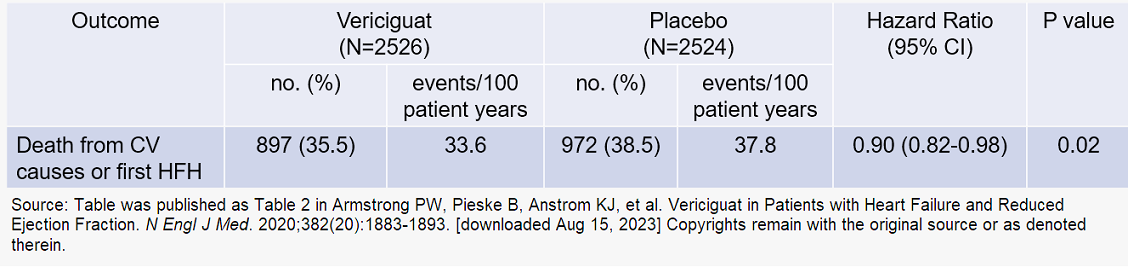 Outcome Vericiguat Placebo Hazard Ratio P value
(N=2526) (N=2524) (95% CI)
no. (%) events/100 no. (%) events/100
patient years patient years
Death from CV 897 (35.5) 33.6 972 (38.5) 37.8 0.90 (0.82-0.98) 0.02
causes or first HFH
Source: Table was published as Table 2 in Armstrong PW, Pieske B, Anstrom KJ, et al. Vericiguat in Patients with Heart Failure and Reduced
Ejection Fraction. N Engl J Med. 2020;382(20):1883-1893. [downloaded Aug 15, 2023] Copyrights remain with the original source or as denoted
therein.